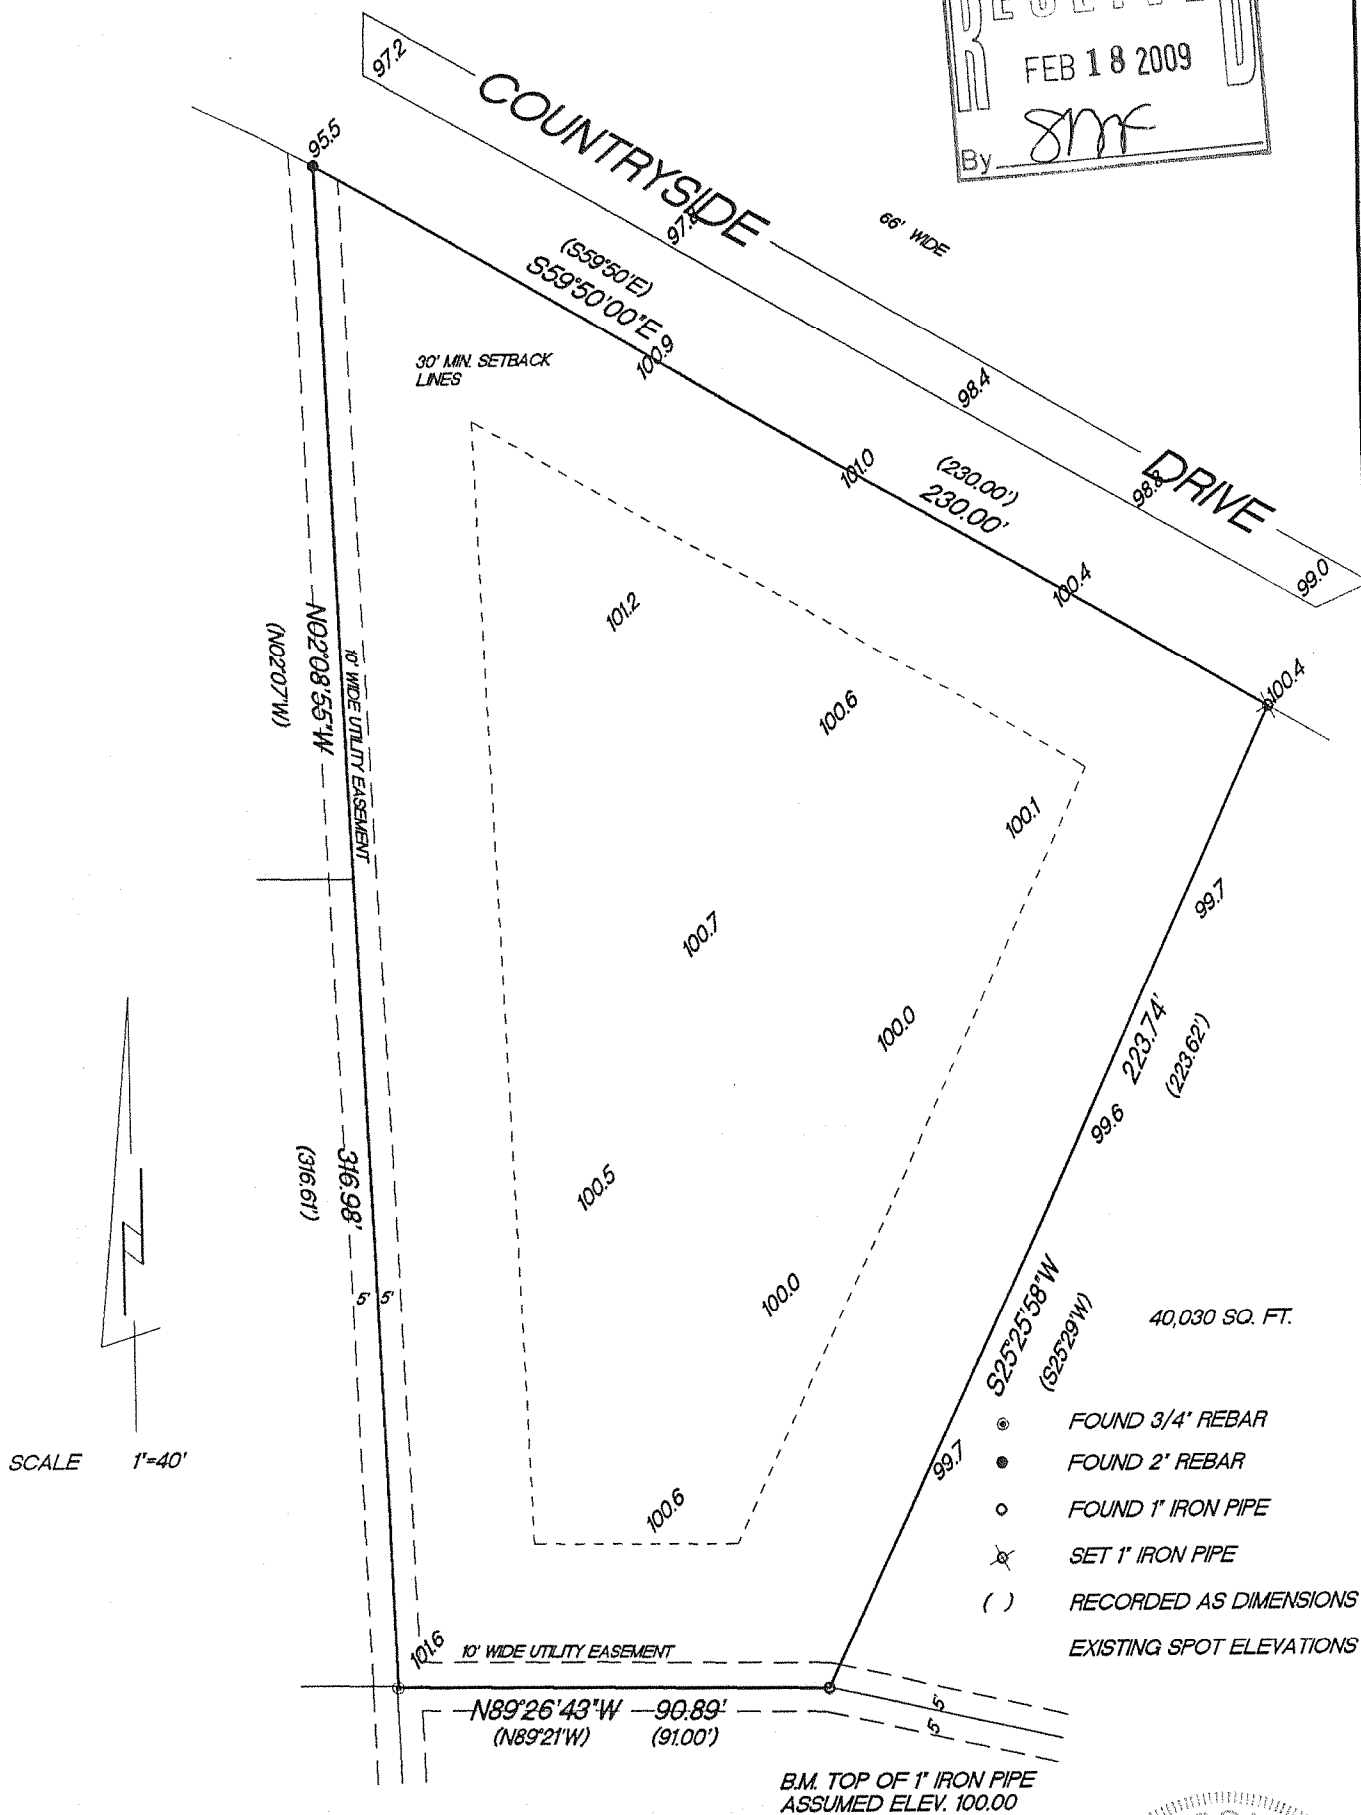 RECEIVED
FEB 18 2009
By
97.2
COUNTRYSIDE
95.5
66' WIDE
(S59°50'E)
S59°50'00"E
30' MIN. SETBACK
LINES
100.9
98.4
101.0
(230.00')
230.00'
98.8
DRIVE
100.4
99.0
101.2
100.4
100.6
N02°08'55"W
(N02°07'W)
10' WIDE UTILITY EASEMENT
100.1
99.7
100.7
100.0
223.74'
(223.62')
99.6
316.98'
(316.61')
100.5
100.0
5' 5'
S25°25'58"W
(S25°29'W)
40,030 SQ. FT.
FOUND 3/4" REBAR
SCALE 1"=40'
99.7
FOUND 2" REBAR
100.6
FOUND 1" IRON PIPE
SET 1" IRON PIPE
( ) RECORDED AS DIMENSIONS
EXISTING SPOT ELEVATIONS
101.6
10' WIDE UTILITY EASEMENT
N89°26'43"W 90.89'
(N89°21'W) (91.00')
5'
5'
B.M. TOP OF 1" IRON PIPE
ASSUMED ELEV. 100.00